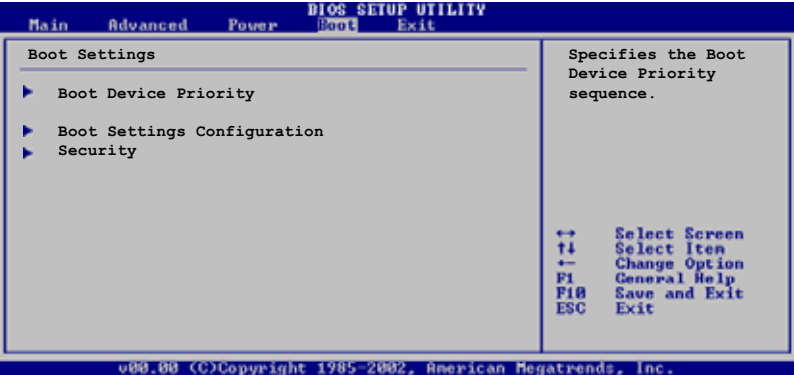 BIOS SETUP UTILITY
Main Advanced Power Boot Exit
Boot Settings
Boot Device Priority
Boot Settings Configuration
Security
Specifies the Boot
Device Priority
sequence.
↔ Select Screen
↑↓ Select Item
+- Change Option
F1 General Help
F10 Save and Exit
ESC Exit
v00.00 (C)Copyright 1985-2002, American Megatrends, Inc.